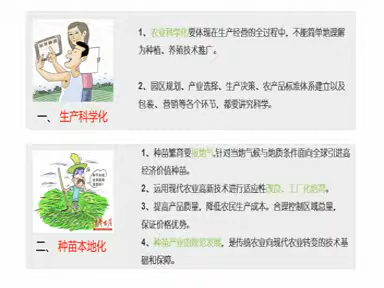 1、农业科学化要体现在生产经营的全过程中，不能简单地理解
为种植、养殖技术推广。
2、园区规划、产业选择、生产决策、农产品标准体系建立以及
包装、营销等各个环节，都要讲究科学。
一、 生产科学化
1、种苗繁育要接地气,针对当地气候与地质条件面向全球引进高
经济价值种苗。
2、运用现代农业高新技术进行适应性改良、工厂化培育。
3、提高产品质量，降低农民生产成本。合理控制区域总量，
保证价格优势。
4、种苗产业的规范发展，是传统农业向现代农业转变的技术基
础和保障。
二、 种苗本地化